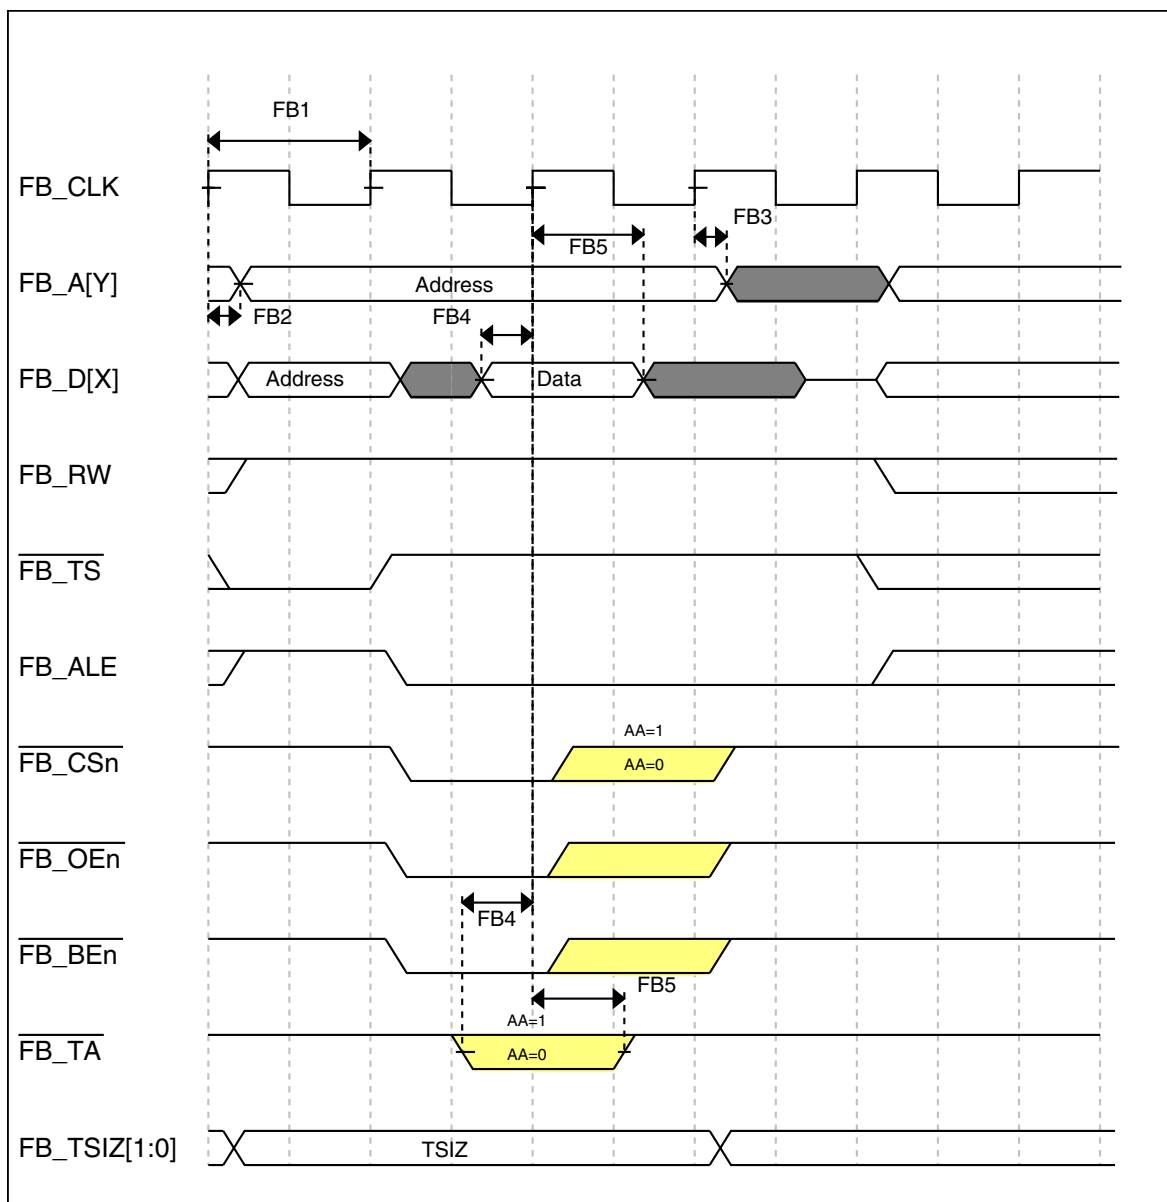 FB1
FB_CLK
FB3
FB5
FB_A[Y]
Address
FB2
FB4
FB_D[X]
Address
Data
FB_RW
FB_TS
FB_ALE
AA=1
FB_CSn
AA=0
FB_OEn
FB4
FB_BEn
FB5
AA=1
FB_TA
AA=0
FB_TSIZ[1:0]
TSIZ